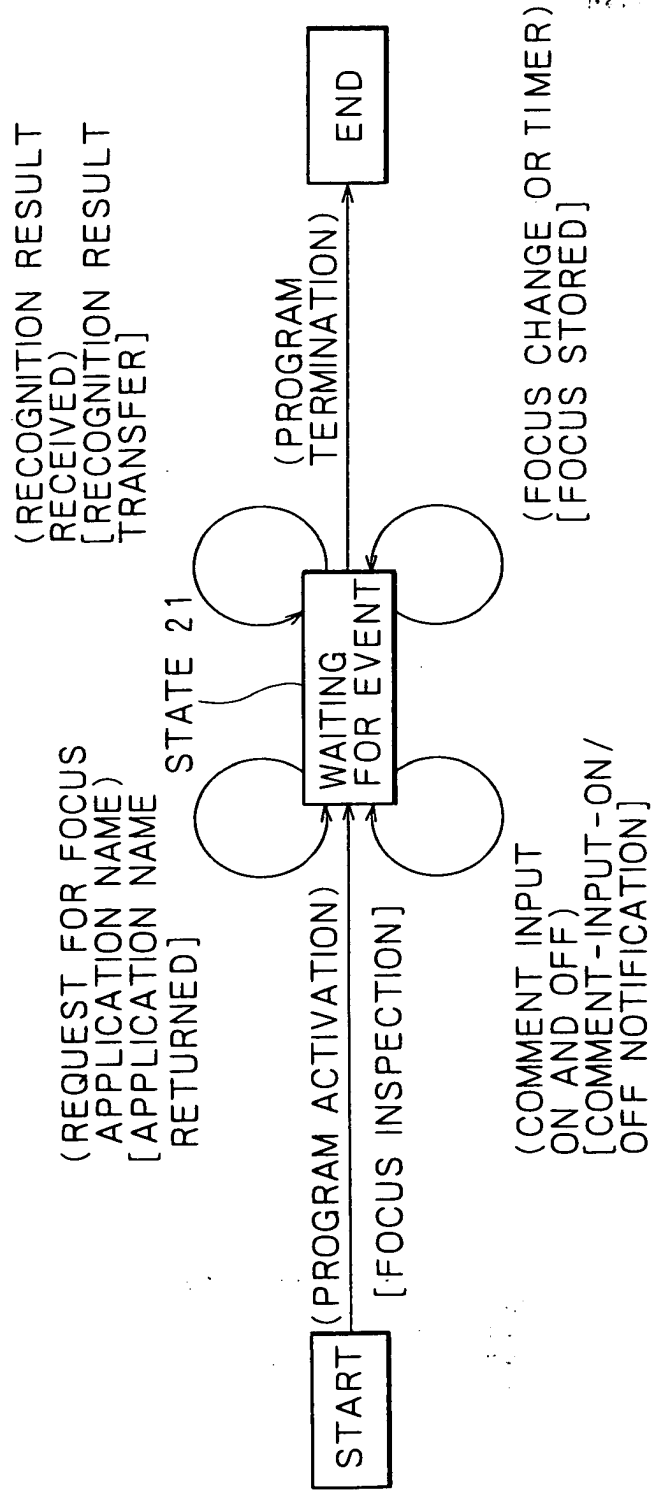 (REQUEST FOR FOCUS
APPLICATION NAME)
[APPLICATION NAME
RETURNED]
STATE 21
(RECOGNITION RESULT
RECEIVED)
[RECOGNITION RESULT
TRANSFER]
START
(PROGRAM ACTIVATION)
[FOCUS INSPECTION]
WAITING
FOR EVENT
(PROGRAM
TERMINATION)
END
(COMMENT INPUT
ON AND OFF)
[COMMENT-INPUT-ON/
OFF NOTIFICATION]
(FOCUS CHANGE OR TIMER)
[FOCUS STORED]